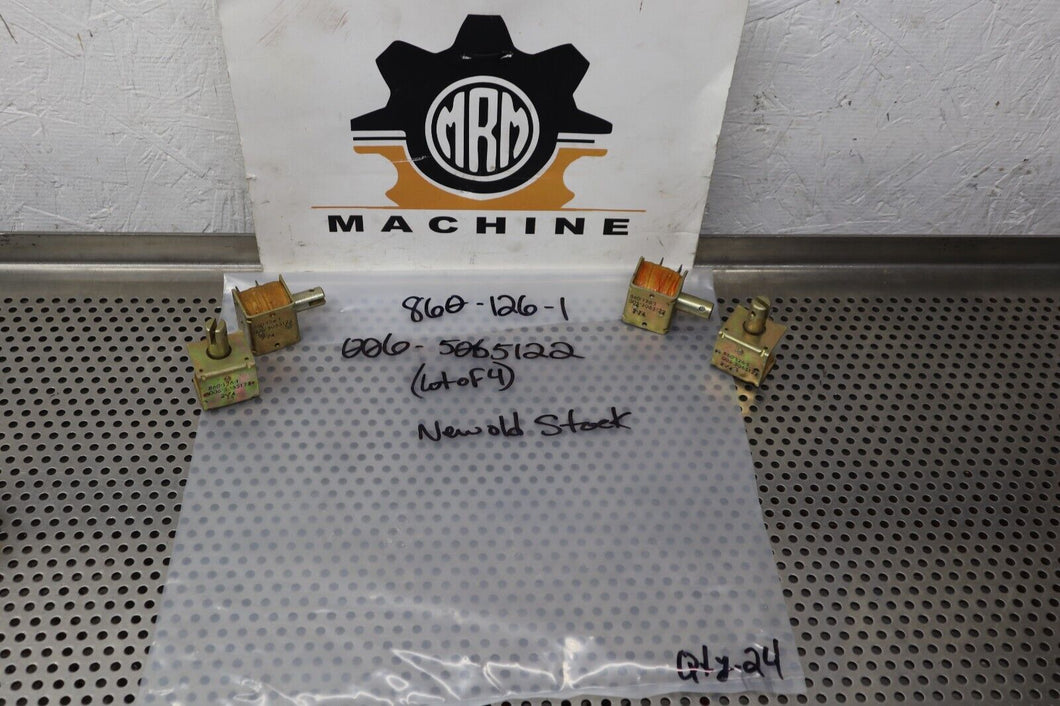 MRM
MACHINE
860-126-1
006-5065122
(Lot of 4)
New old Stock
Qty-24